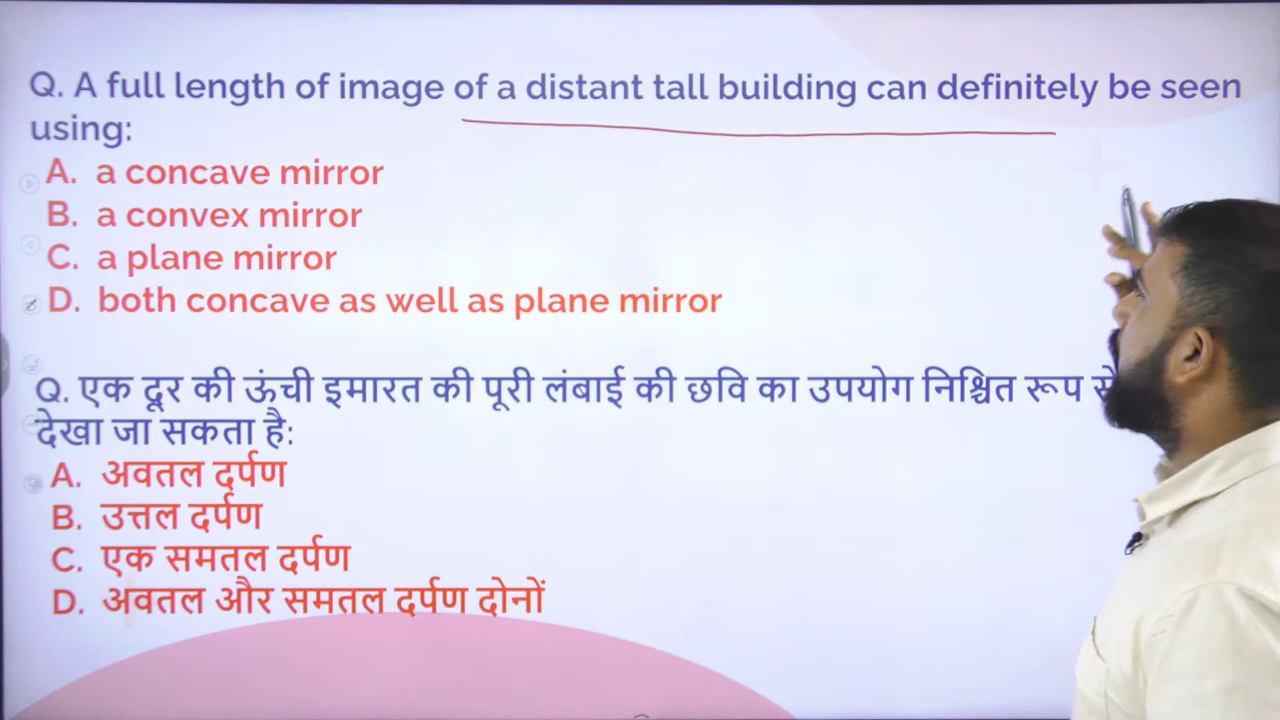 Q. A full length of image of a distant tall building can definitely be seen
using:
A. a concave mirror
B. a convex mirror
C. a plane mirror
D. both concave as well as plane mirror
Q. एक दूर की ऊंची इमारत की पूरी लंबाई की छवि का उपयोग निश्चित रूप से
देखा जा सकता है:
A. अवतल दर्पण
B. उत्तल दर्पण
C. एक समतल दर्पण
D. अवतल और समतल दर्पण दोनों